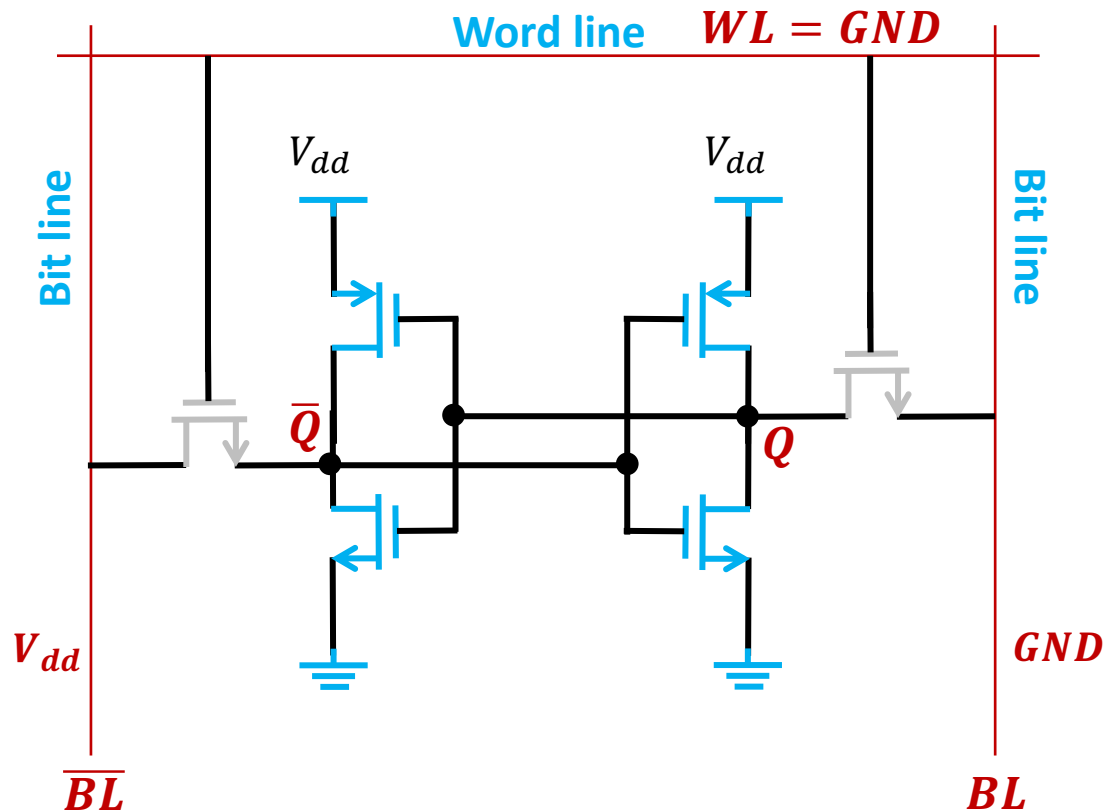 Word line WL = GND
V_dd V_dd
Bit line
Bit line
Q̅
Q
V_dd
GND
B̅L̅
BL